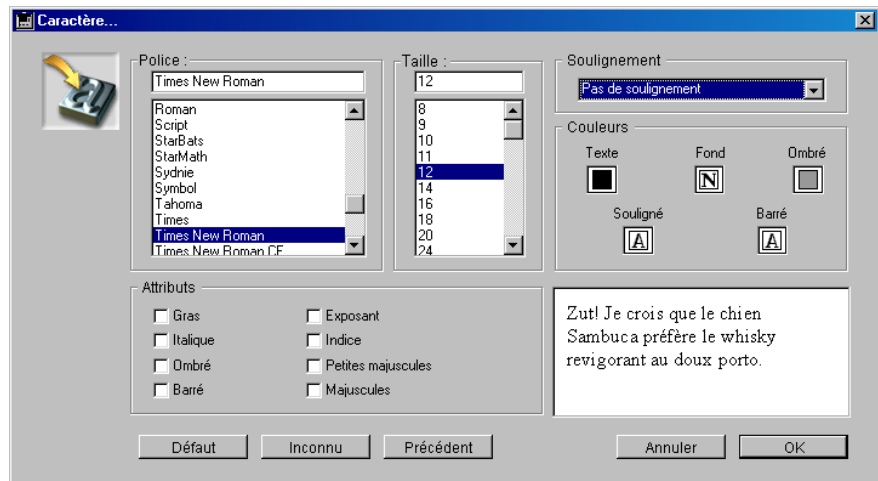 Caractère...
Police :
Times New Roman
Roman
Script
StarBats
StarMath
Sydnie
Symbol
Tahoma
Times
Times New Roman
Times New Roman CE
Taille :
12
8
9
10
11
12
14
16
18
20
24
Soulignement
Pas de soulignement
Couleurs
Texte Fond Ombré
N
Souligné Barré
A A
Attributs
Gras Exposant
Italique Indice
Ombré Petites majuscules
Barré Majuscules
Zut! Je crois que le chien
Sambuca préfère le whisky
revigorant au doux porto.
Défaut Inconnu Précédent Annuler OK